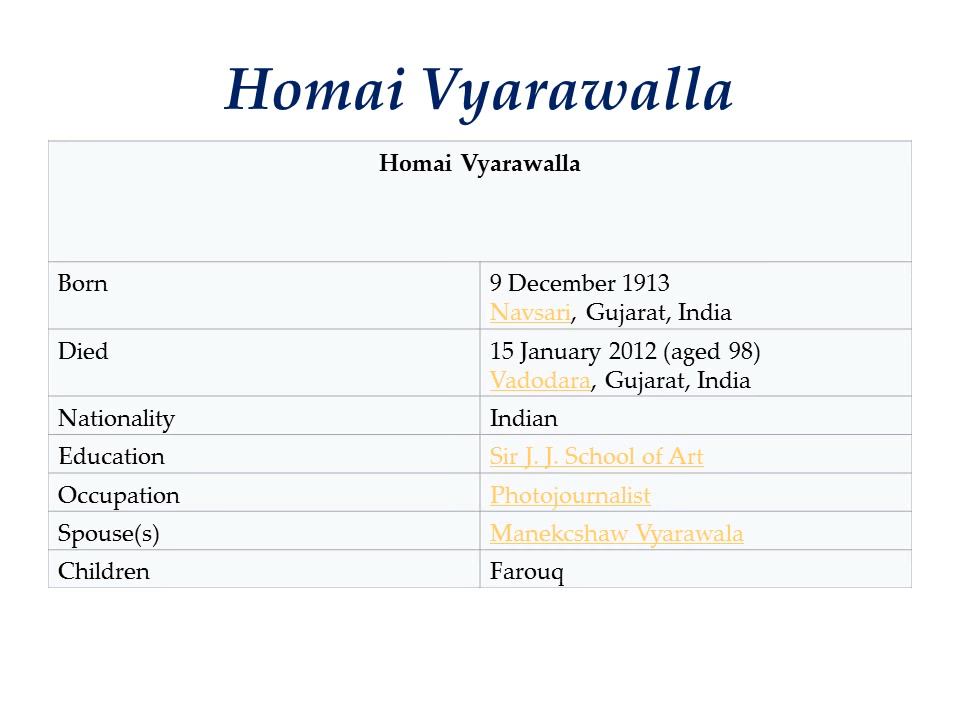 Homai Vyarawalla
Homai Vyarawalla
Born
9 December 1913
Navsari, Gujarat, India
Died
15 January 2012 (aged 98)
Vadodara, Gujarat, India
Nationality
Indian
Education
Sir J. J. School of Art
Occupation
Photojournalist
Spouse(s)
Manekcshaw Vyarawala
Children
Farouq